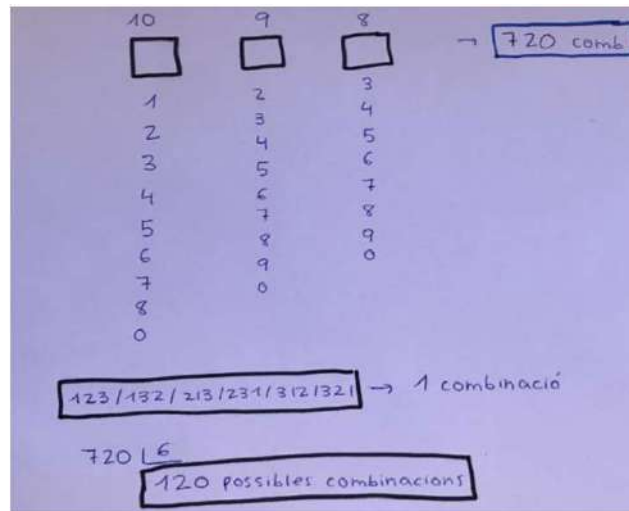 10 9 8
→ 720 comb
1 2 3
2 3 4
3 4 5
4 5 6
5 6 7
6 7 8
7 8 9
8 9 0
0 0
123/132/213/231/312/321 → 1 combinació
720 6
120 possibles combinacions